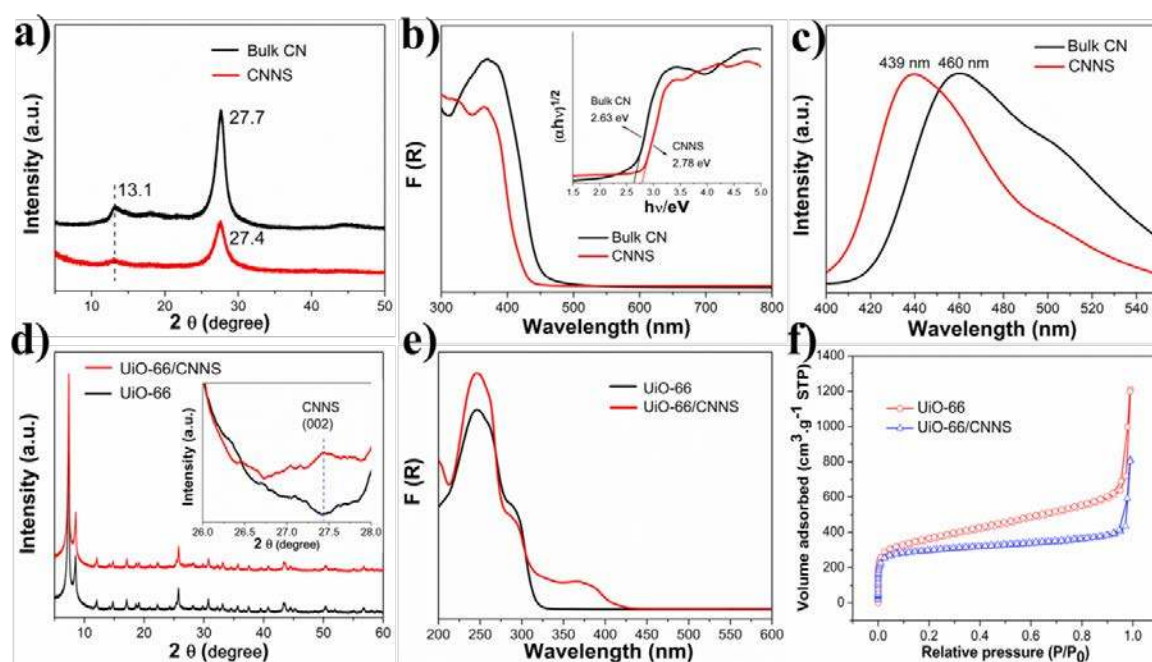 a)
Bulk CN
CNNS
27.7
13.1
27.4
Intensity (a.u.)
10 20 30 40 50
2 θ (degree)
b)
(αhν)1/2
Bulk CN
2.63 eV
CNNS
2.78 eV
1.5 2.0 2.5 3.0 3.5 4.0 4.5 5.0
hν/eV
F (R)
Bulk CN
CNNS
300 400 500 600 700 800
Wavelength (nm)
c)
Bulk CN
CNNS
439 nm 460 nm
Intensity (a.u.)
400 420 440 460 480 500 520 540
Wavelength (nm)
d)
UiO-66/CNNS
UiO-66
CNNS
(002)
Intensity (a.u.)
26.0 26.5 27.0 27.5 28.0
2 θ (degree)
Intensity (a.u.)
5 10 20 30 40 50 60
2 θ (degree)
e)
UiO-66
UiO-66/CNNS
F (R)
200 250 300 350 400 450 500 550 600
Wavelength (nm)
f)
1400
1200
1000
800
600
400
200
0
UiO-66
UiO-66/CNNS
Volume adsorbed (cm3.g-1 STP)
0.0 0.2 0.4 0.6 0.8 1.0
Relative pressure (P/P0)